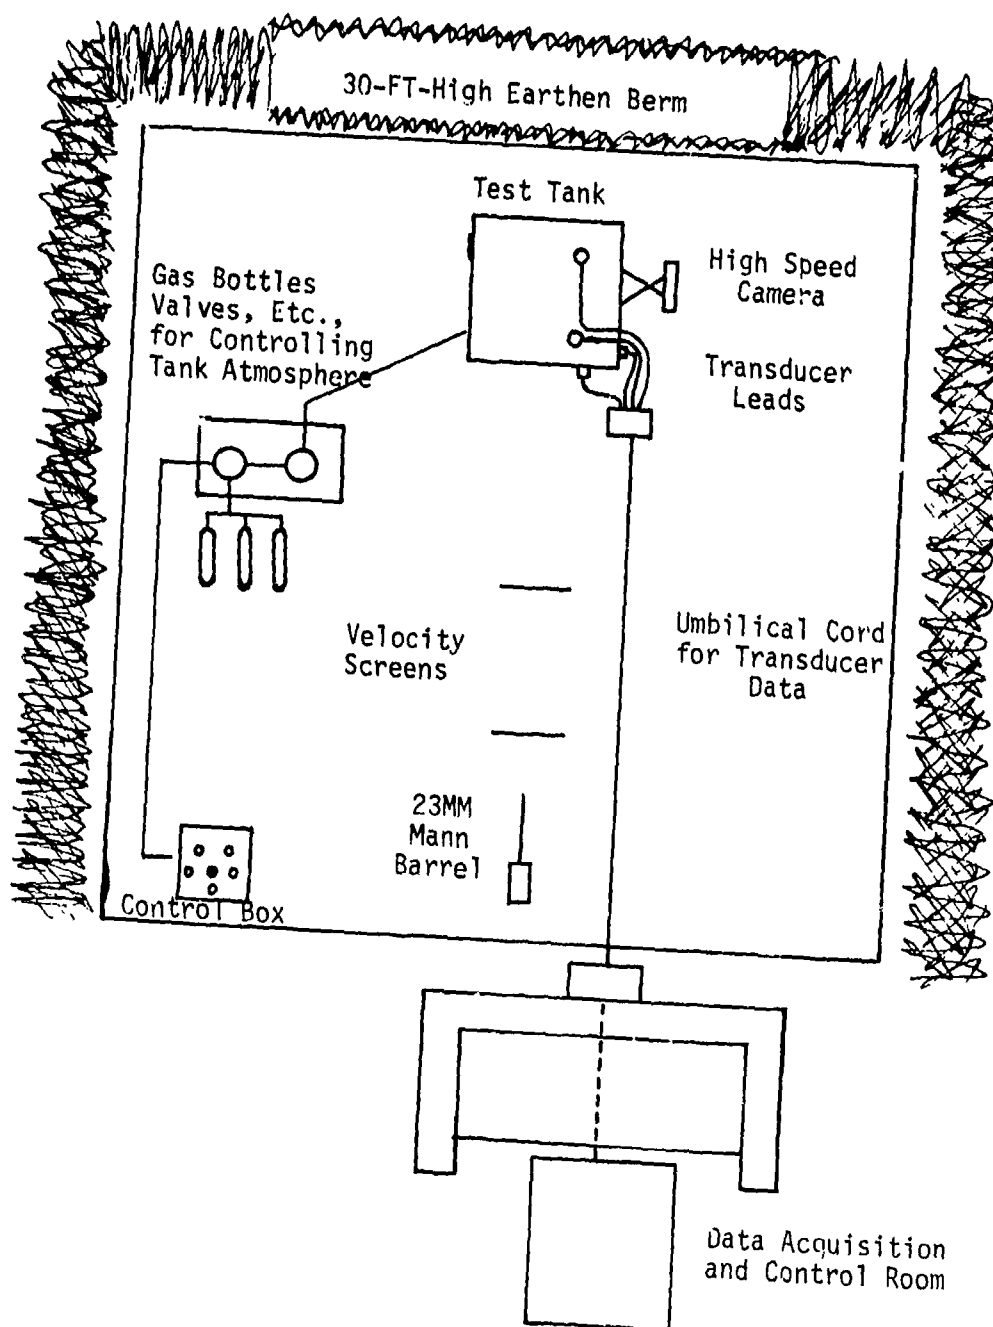 30-FT-High Earthen Berm
Test Tank
High Speed
Camera
Gas Bottles
Valves, Etc.,
for Controlling
Tank Atmosphere
Transducer
Leads
Velocity
Screens
Umbilical Cord
for Transducer
Data
23MM
Mann
Barrel
Control Box
Data Acquisition
and Control Room